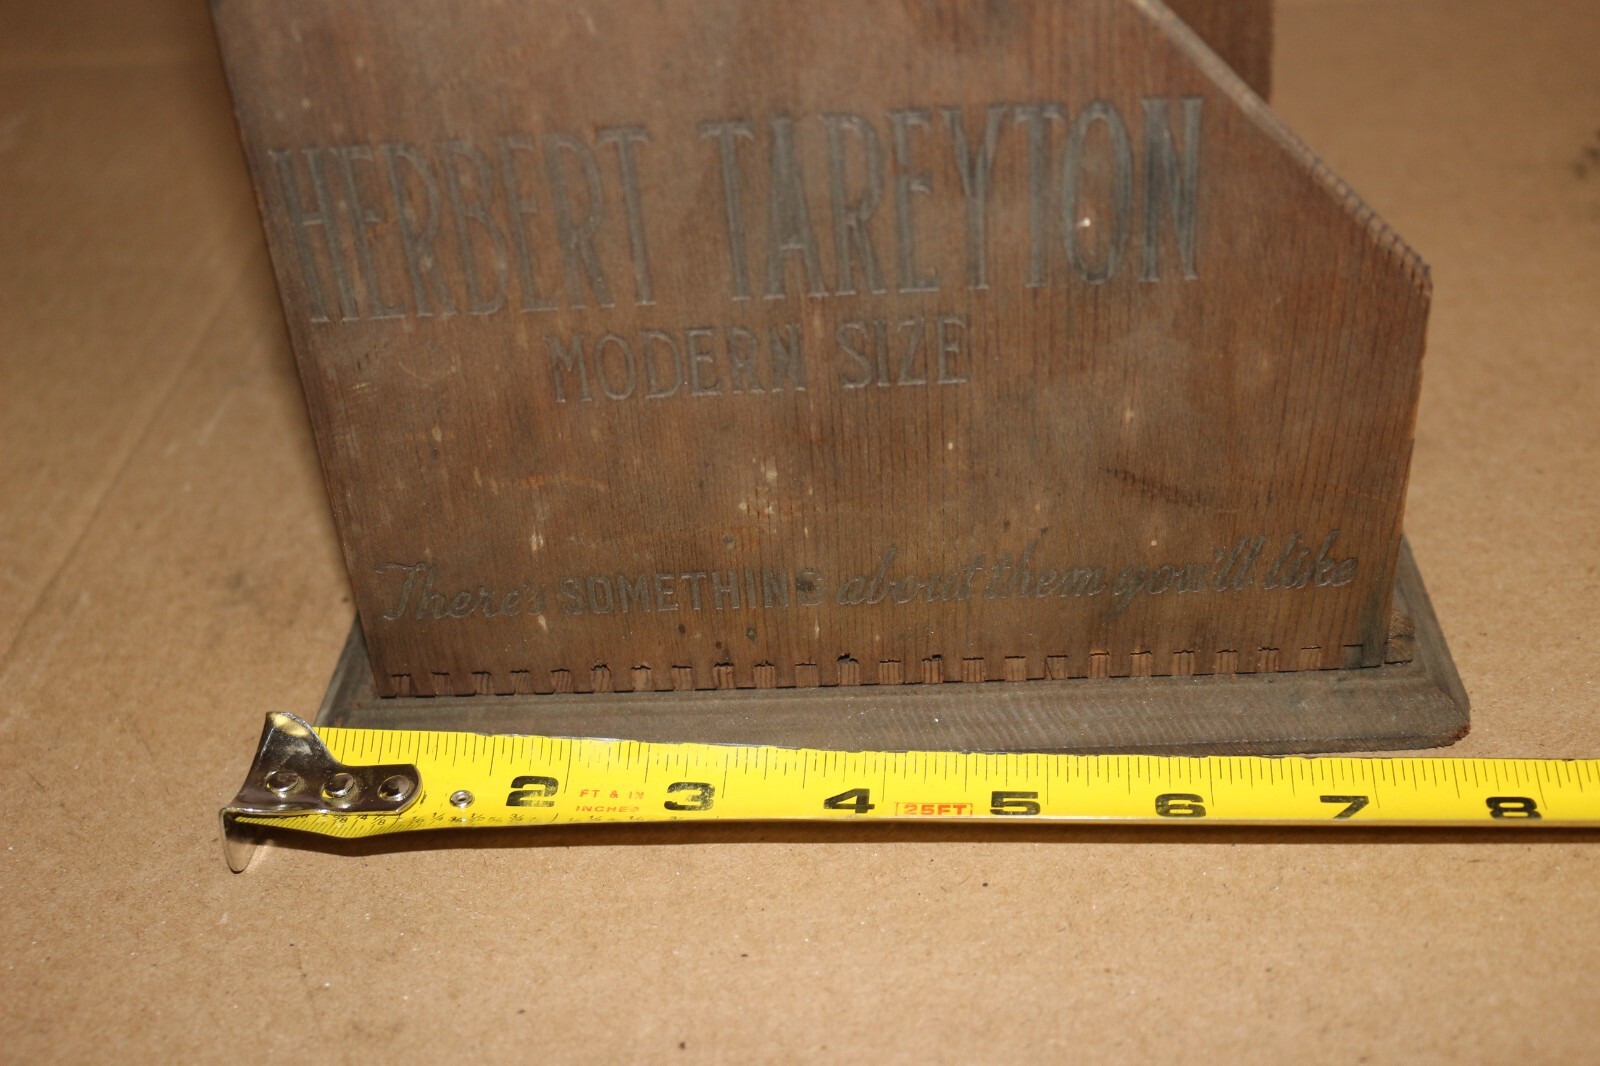 HERBERT TAREYTON
MODERN SIZE
There's SOMETHING about them you'll like
2 3 4 5 6 7 8
FT & IN
INCHES
25FT